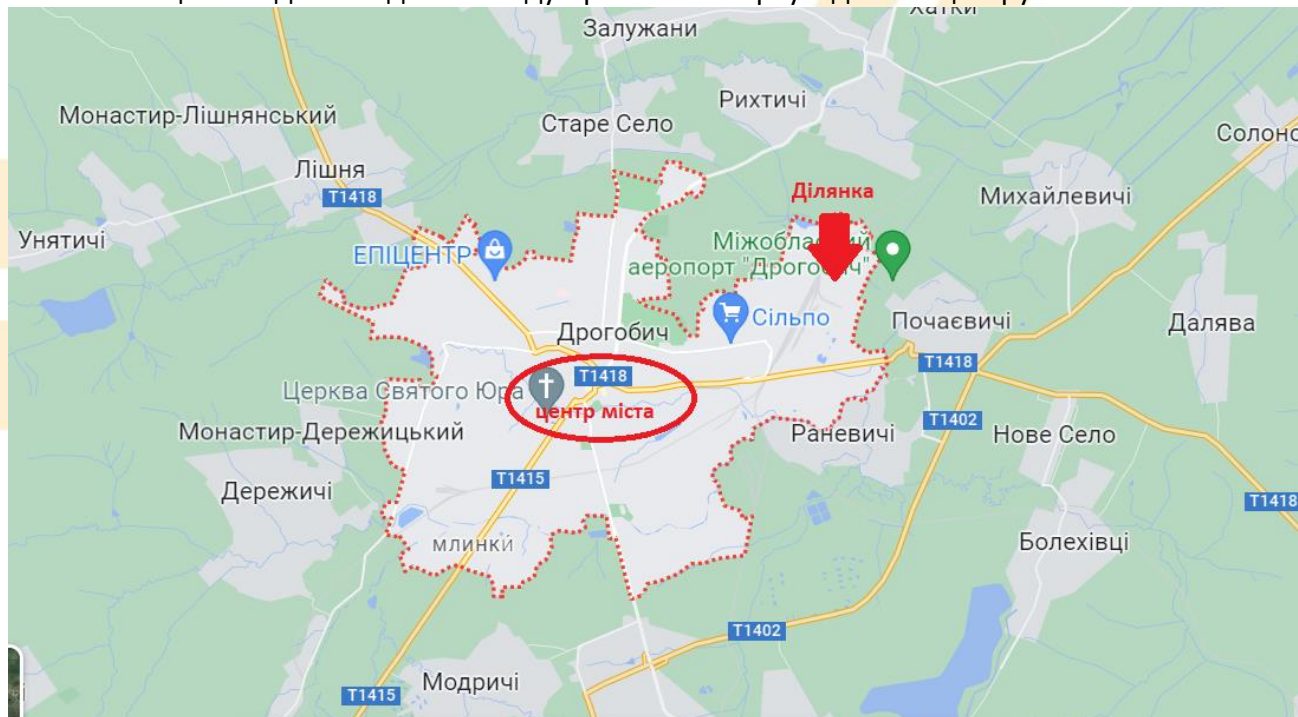 Хатки
Залужани
Рихтичі
Монастир-Лішнянський
Старе Село
Солонс
Лішня
T1418
Ділянка
Михайлевичі
Унятичі
ЕПІЦЕНТР
Міжобласний
аеропорт "Дрогобич"
Сільпо
Почаєвичі
Далява
Дрогобич
T1418
T1418
Церква Святого Юра
центр міста
T1402
Монастир-Дережицький
Раневичі
Нове Село
T1415
Дережичі
T1418
млинки
Болехівці
T1402
Модричі
T1415